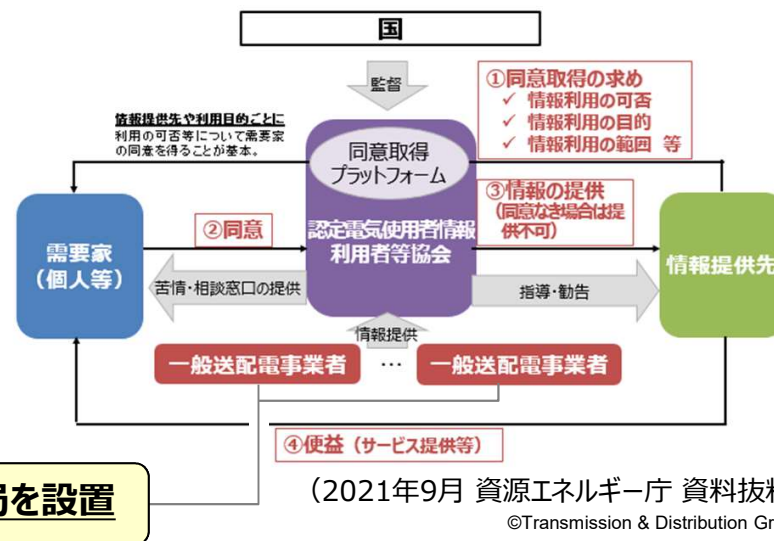 国
監督
①同意取得の求め
✓ 情報利用の可否
✓ 情報利用の目的
✓ 情報利用の範囲 等
情報提供先や利用目的ごとに
利用の可否等について需要家
の同意を得ることが基本。
同意取得
プラットフォーム
③情報の提供
(同意なき場合は提
供不可)
②同意
認定電気使用者情報
利用者等協会
需要家
(個人等)
情報提供先
苦情・相談窓口の提供
指導・勧告
情報提供
一般送配電事業者
…
一般送配電事業者
④便益（サービス提供等）
局を設置
（2021年9月 資源エネルギー庁 資料抜粋
©Transmission & Distribution Gr